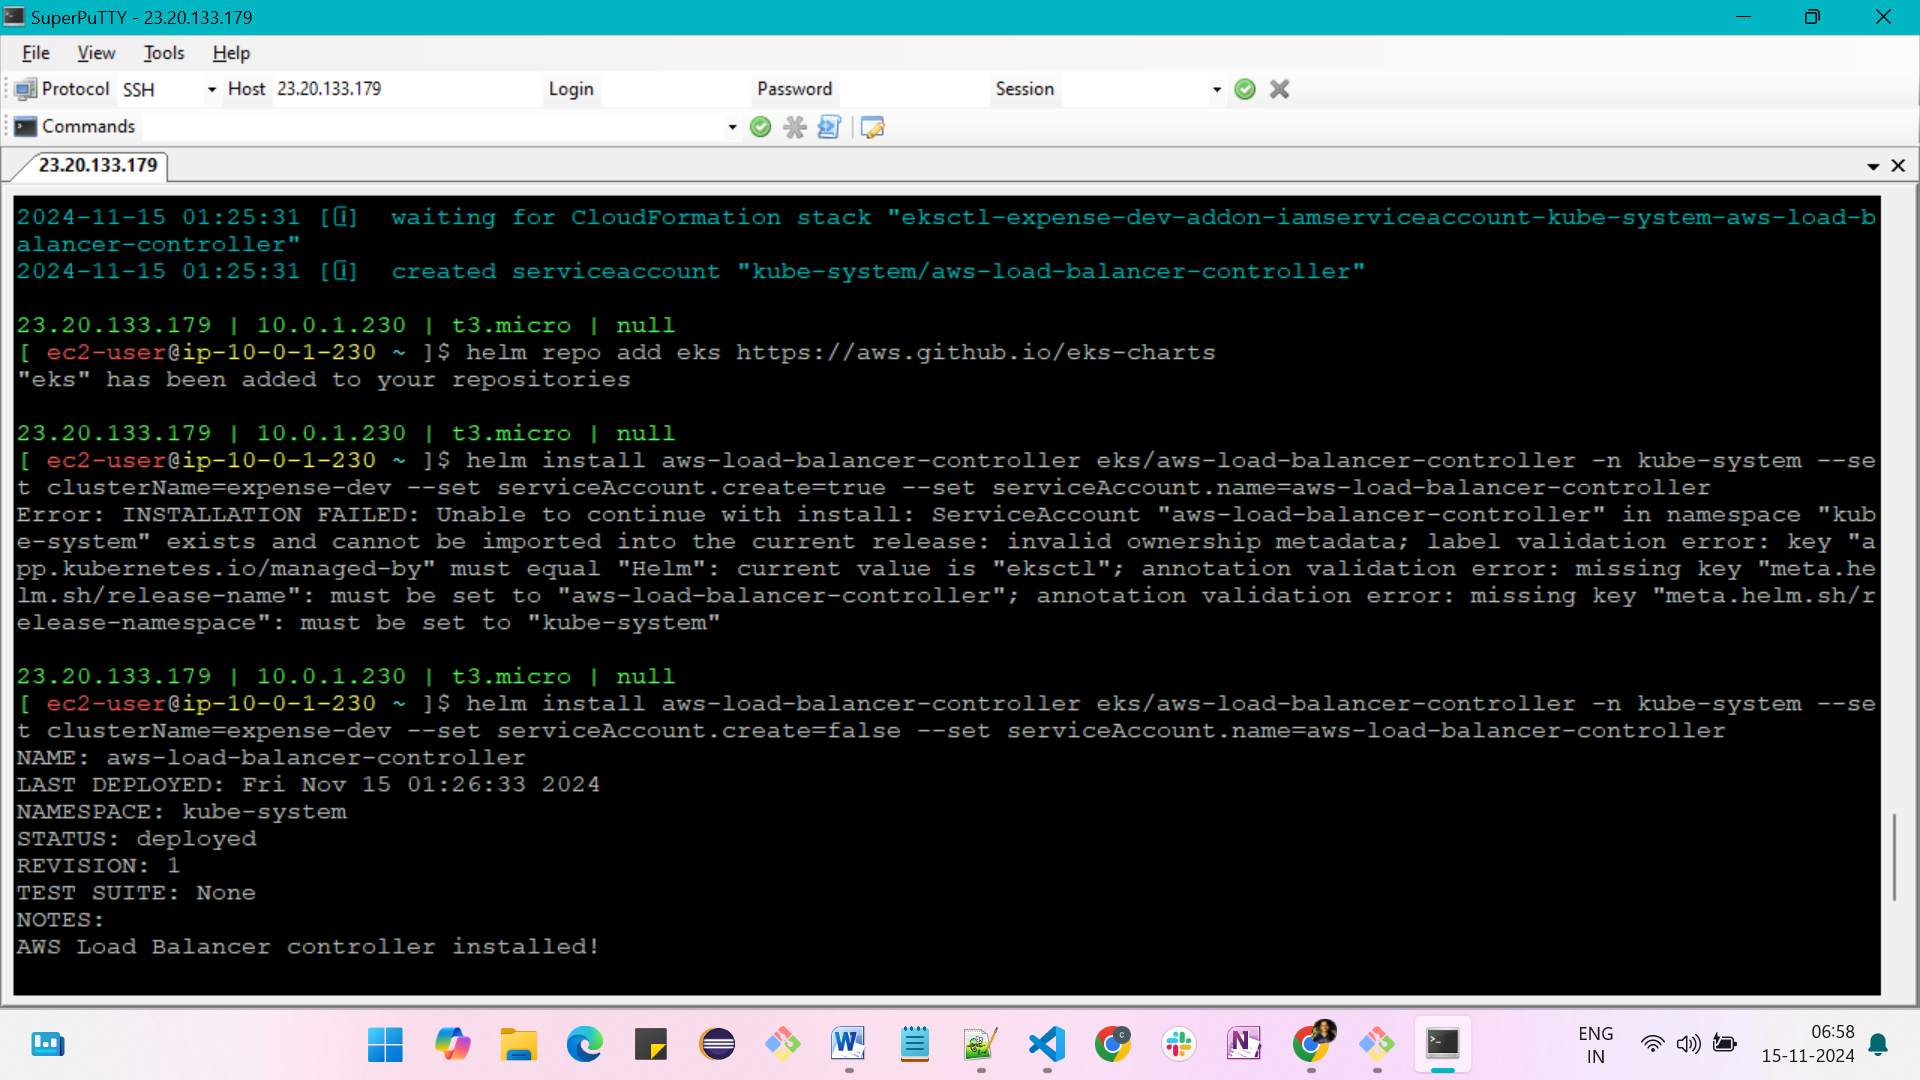 SuperPuTTY - 23.20.133.179
File View Tools Help
Protocol SSH Host 23.20.133.179 Login Password Session
Commands
23.20.133.179
2024-11-15 01:25:31 [ℹ]  waiting for CloudFormation stack "eksctl-expense-dev-addon-iamserviceaccount-kube-system-aws-load-b
alancer-controller"
2024-11-15 01:25:31 [ℹ]  created serviceaccount "kube-system/aws-load-balancer-controller"
23.20.133.179 | 10.0.1.230 | t3.micro | null
[ ec2-user@ip-10-0-1-230 ~ ]$ helm repo add eks https://aws.github.io/eks-charts
"eks" has been added to your repositories
23.20.133.179 | 10.0.1.230 | t3.micro | null
[ ec2-user@ip-10-0-1-230 ~ ]$ helm install aws-load-balancer-controller eks/aws-load-balancer-controller -n kube-system --se
t clusterName=expense-dev --set serviceAccount.create=true --set serviceAccount.name=aws-load-balancer-controller
Error: INSTALLATION FAILED: Unable to continue with install: ServiceAccount "aws-load-balancer-controller" in namespace "kub
e-system" exists and cannot be imported into the current release: invalid ownership metadata; label validation error: key "a
pp.kubernetes.io/managed-by" must equal "Helm": current value is "eksctl"; annotation validation error: missing key "meta.he
lm.sh/release-name": must be set to "aws-load-balancer-controller"; annotation validation error: missing key "meta.helm.sh/r
elease-namespace": must be set to "kube-system"
23.20.133.179 | 10.0.1.230 | t3.micro | null
[ ec2-user@ip-10-0-1-230 ~ ]$ helm install aws-load-balancer-controller eks/aws-load-balancer-controller -n kube-system --se
t clusterName=expense-dev --set serviceAccount.create=false --set serviceAccount.name=aws-load-balancer-controller
NAME: aws-load-balancer-controller
LAST DEPLOYED: Fri Nov 15 01:26:33 2024
NAMESPACE: kube-system
STATUS: deployed
REVISION: 1
TEST SUITE: None
NOTES:
AWS Load Balancer controller installed!
ENG
IN
06:58
15-11-2024